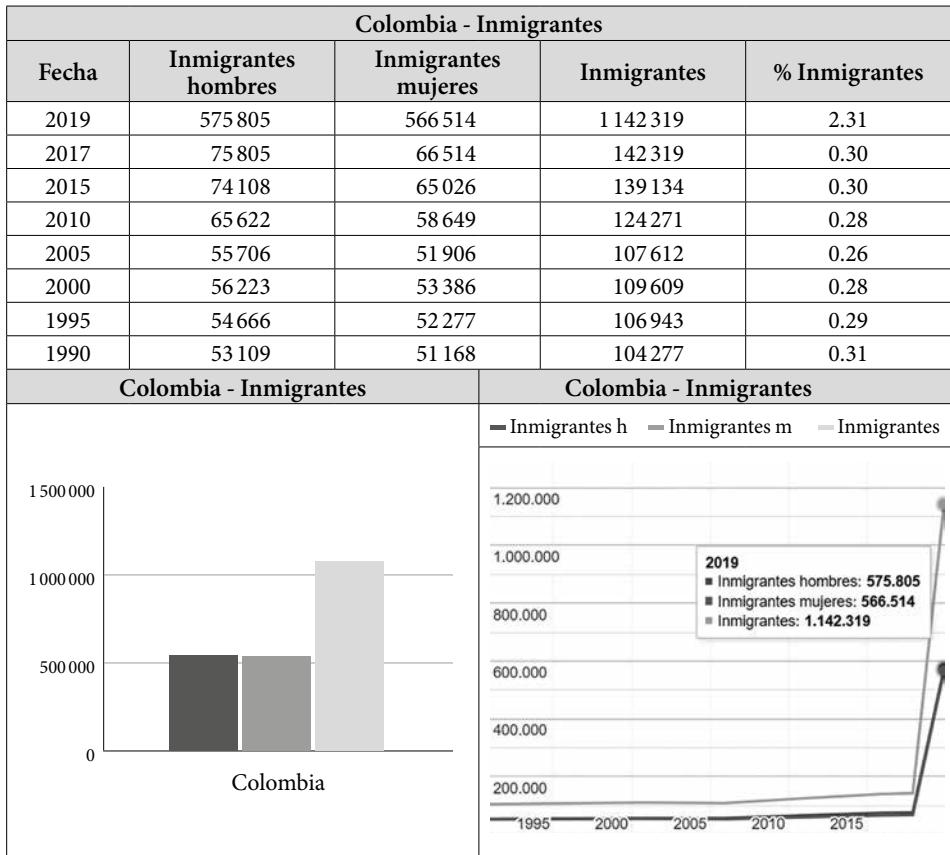 Colombia - Inmigrantes
Fecha Inmigrantes hombres Inmigrantes mujeres Inmigrantes % Inmigrantes
2019 575 805 566 514 1 142 319 2.31
2017 75 805 66 514 142 319 0.30
2015 74 108 65 026 139 134 0.30
2010 65 622 58 649 124 271 0.28
2005 55 706 51 906 107 612 0.26
2000 56 223 53 386 109 609 0.28
1995 54 666 52 277 106 943 0.29
1990 53 109 51 168 104 277 0.31
Colombia - Inmigrantes
1 500 000
1 000 000
500 000
0
Colombia
Colombia - Inmigrantes
Inmigrantes h Inmigrantes m Inmigrantes
1.200.000
1.000.000
800.000
600.000
400.000
200.000
2019
Inmigrantes hombres: 575.805
Inmigrantes mujeres: 566.514
Inmigrantes: 1.142.319
1995 2000 2005 2010 2015